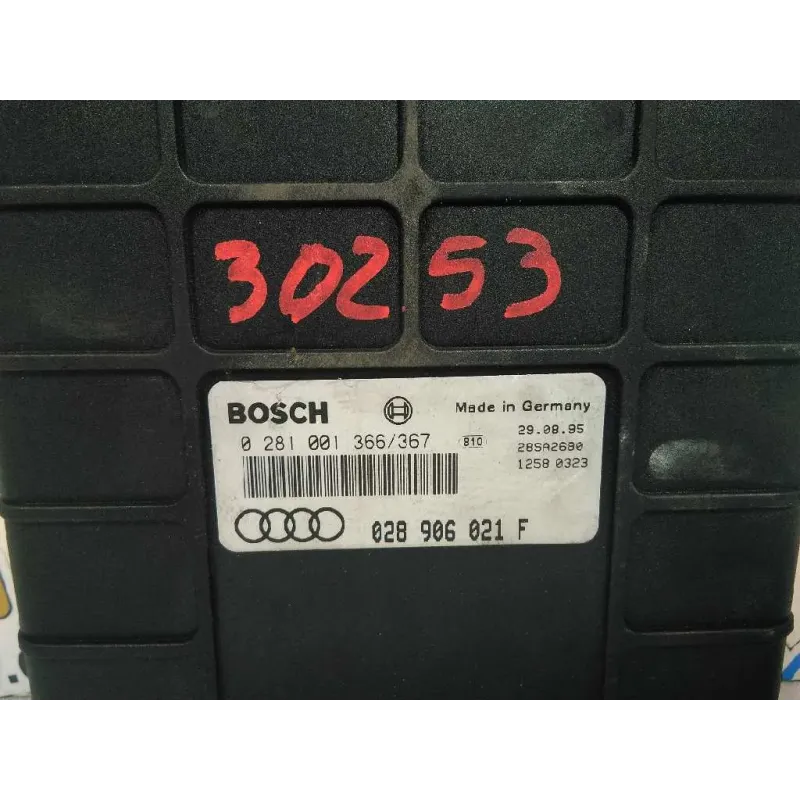 30253
BOSCH
Made in Germany
0 281 001 366/367
810
29.08.95
28SA2680
1258 0323
028 906 021 F